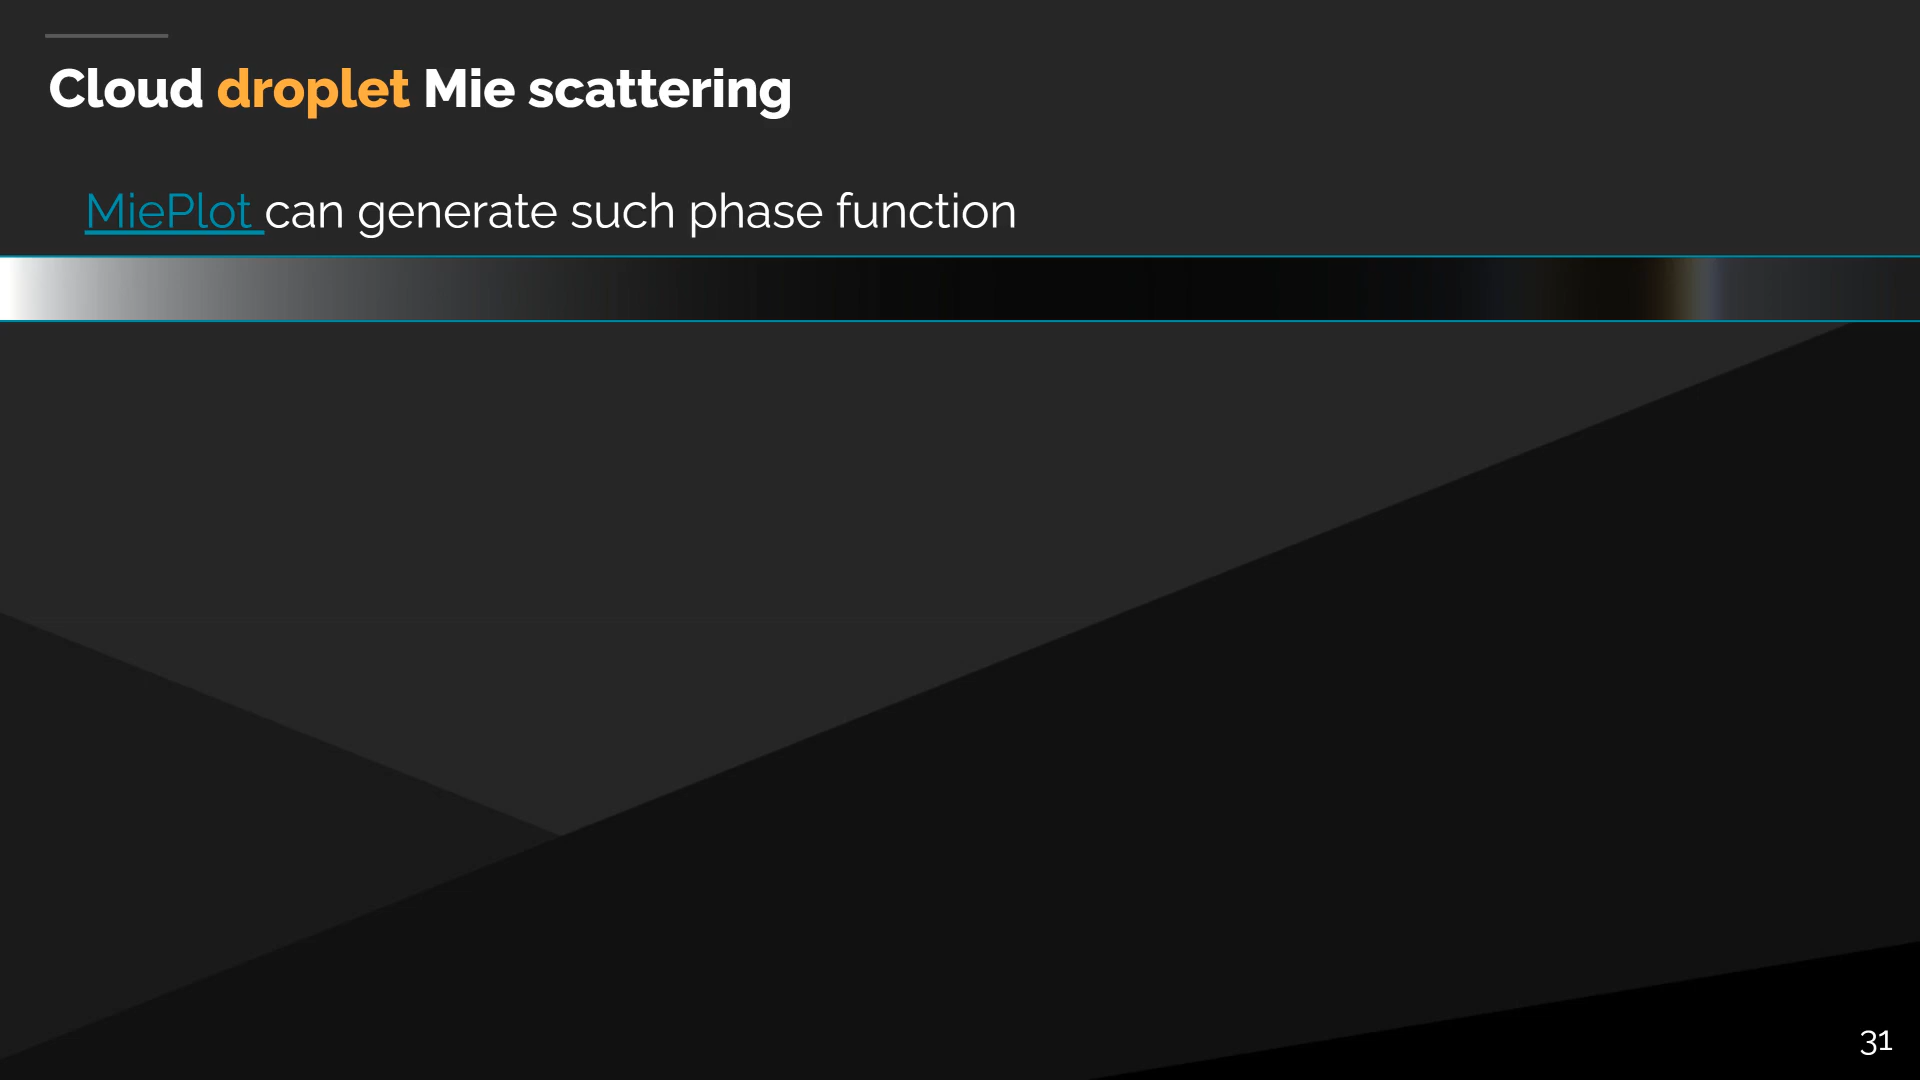 Cloud droplet Mie scattering
MiePlot can generate such phase function
31